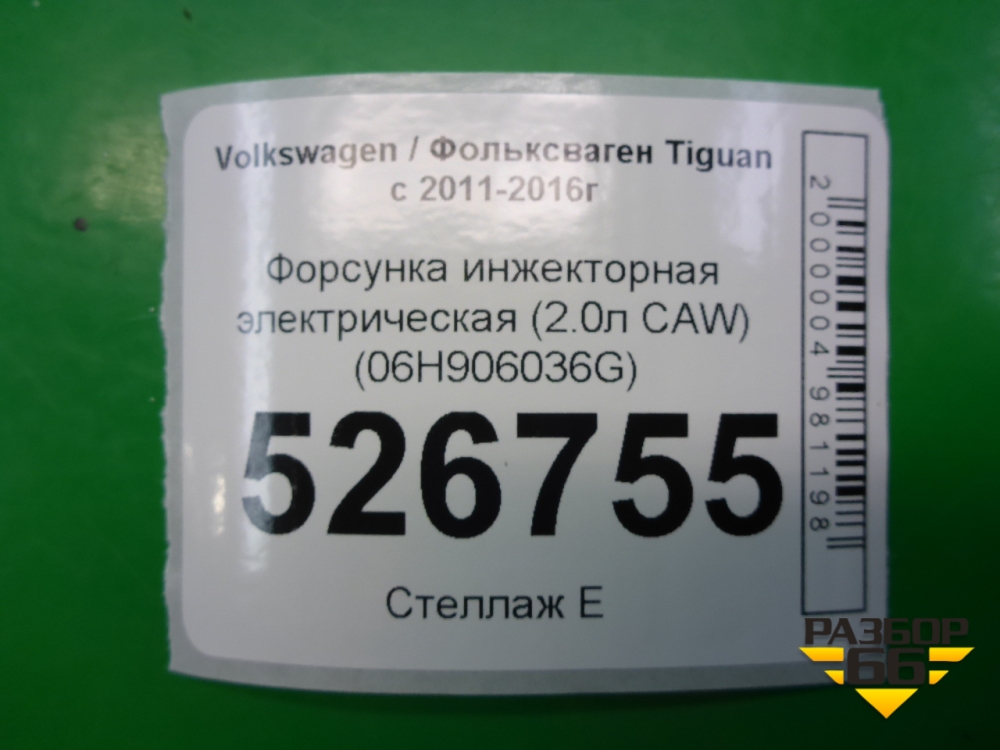 Volkswagen / Фольксваген Tiguan
с 2011-2016г
Форсунка инжекторная
электрическая (2.0л CAW)
(06H906036G)
526755
Стеллаж Е
2000004981198
РАЗБОР
66